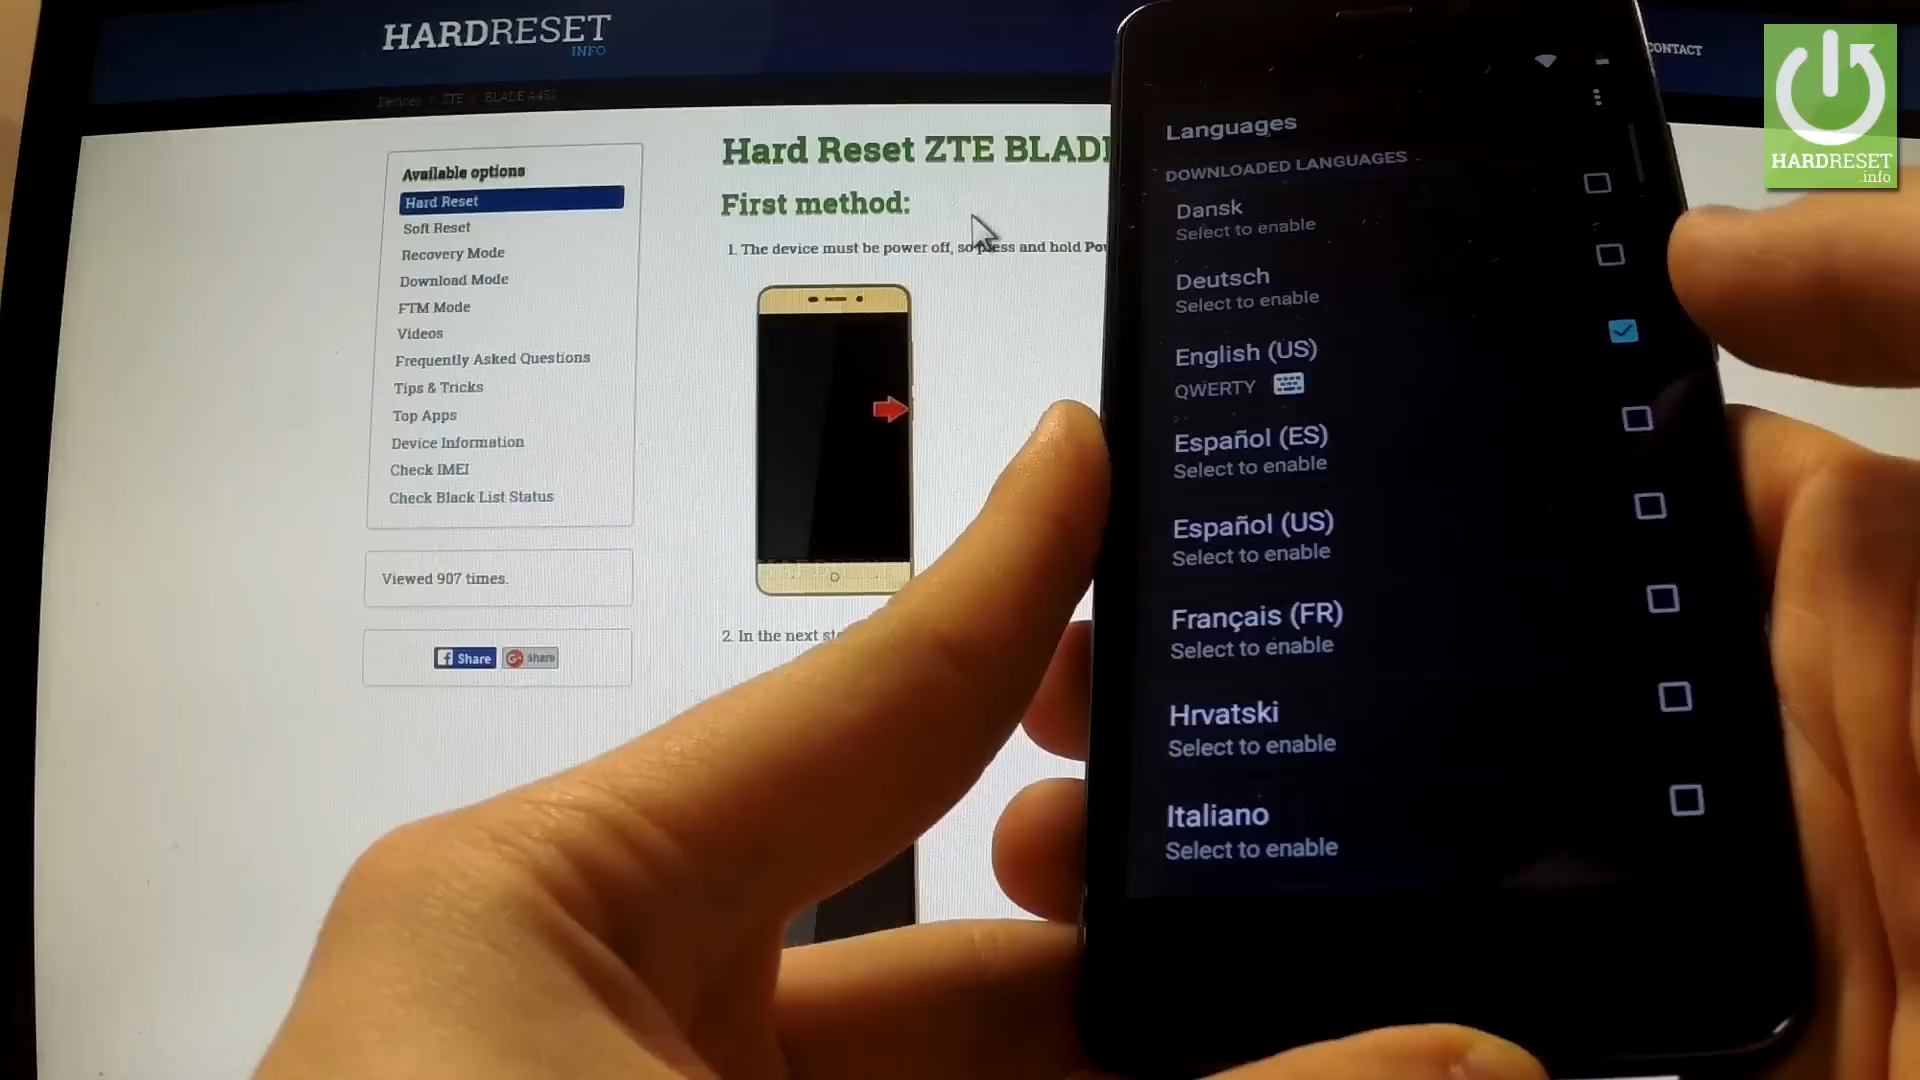 HARDRESET
INFO
Devices / ZTE / BLADE A452
Available options
Hard Reset
Soft Reset
Recovery Mode
Download Mode
FTM Mode
Videos
Frequently Asked Questions
Tips & Tricks
Top Apps
Device Information
Check IMEI
Check Black List Status
Viewed 907 times.
Share
Share
Hard Reset ZTE
First method:
1. The device must be power off, so press and hold
2. In the next
Languages
DOWNLOADED LANGUAGES
Dansk
Select to enable
Deutsch
Select to enable
English (US)
QWERTY
Español (ES)
Select to enable
Español (US)
Select to enable
Français (FR)
Select to enable
Hrvatski
Select to enable
Italiano
Select to enable
CONTACT
HARDRESET
.info